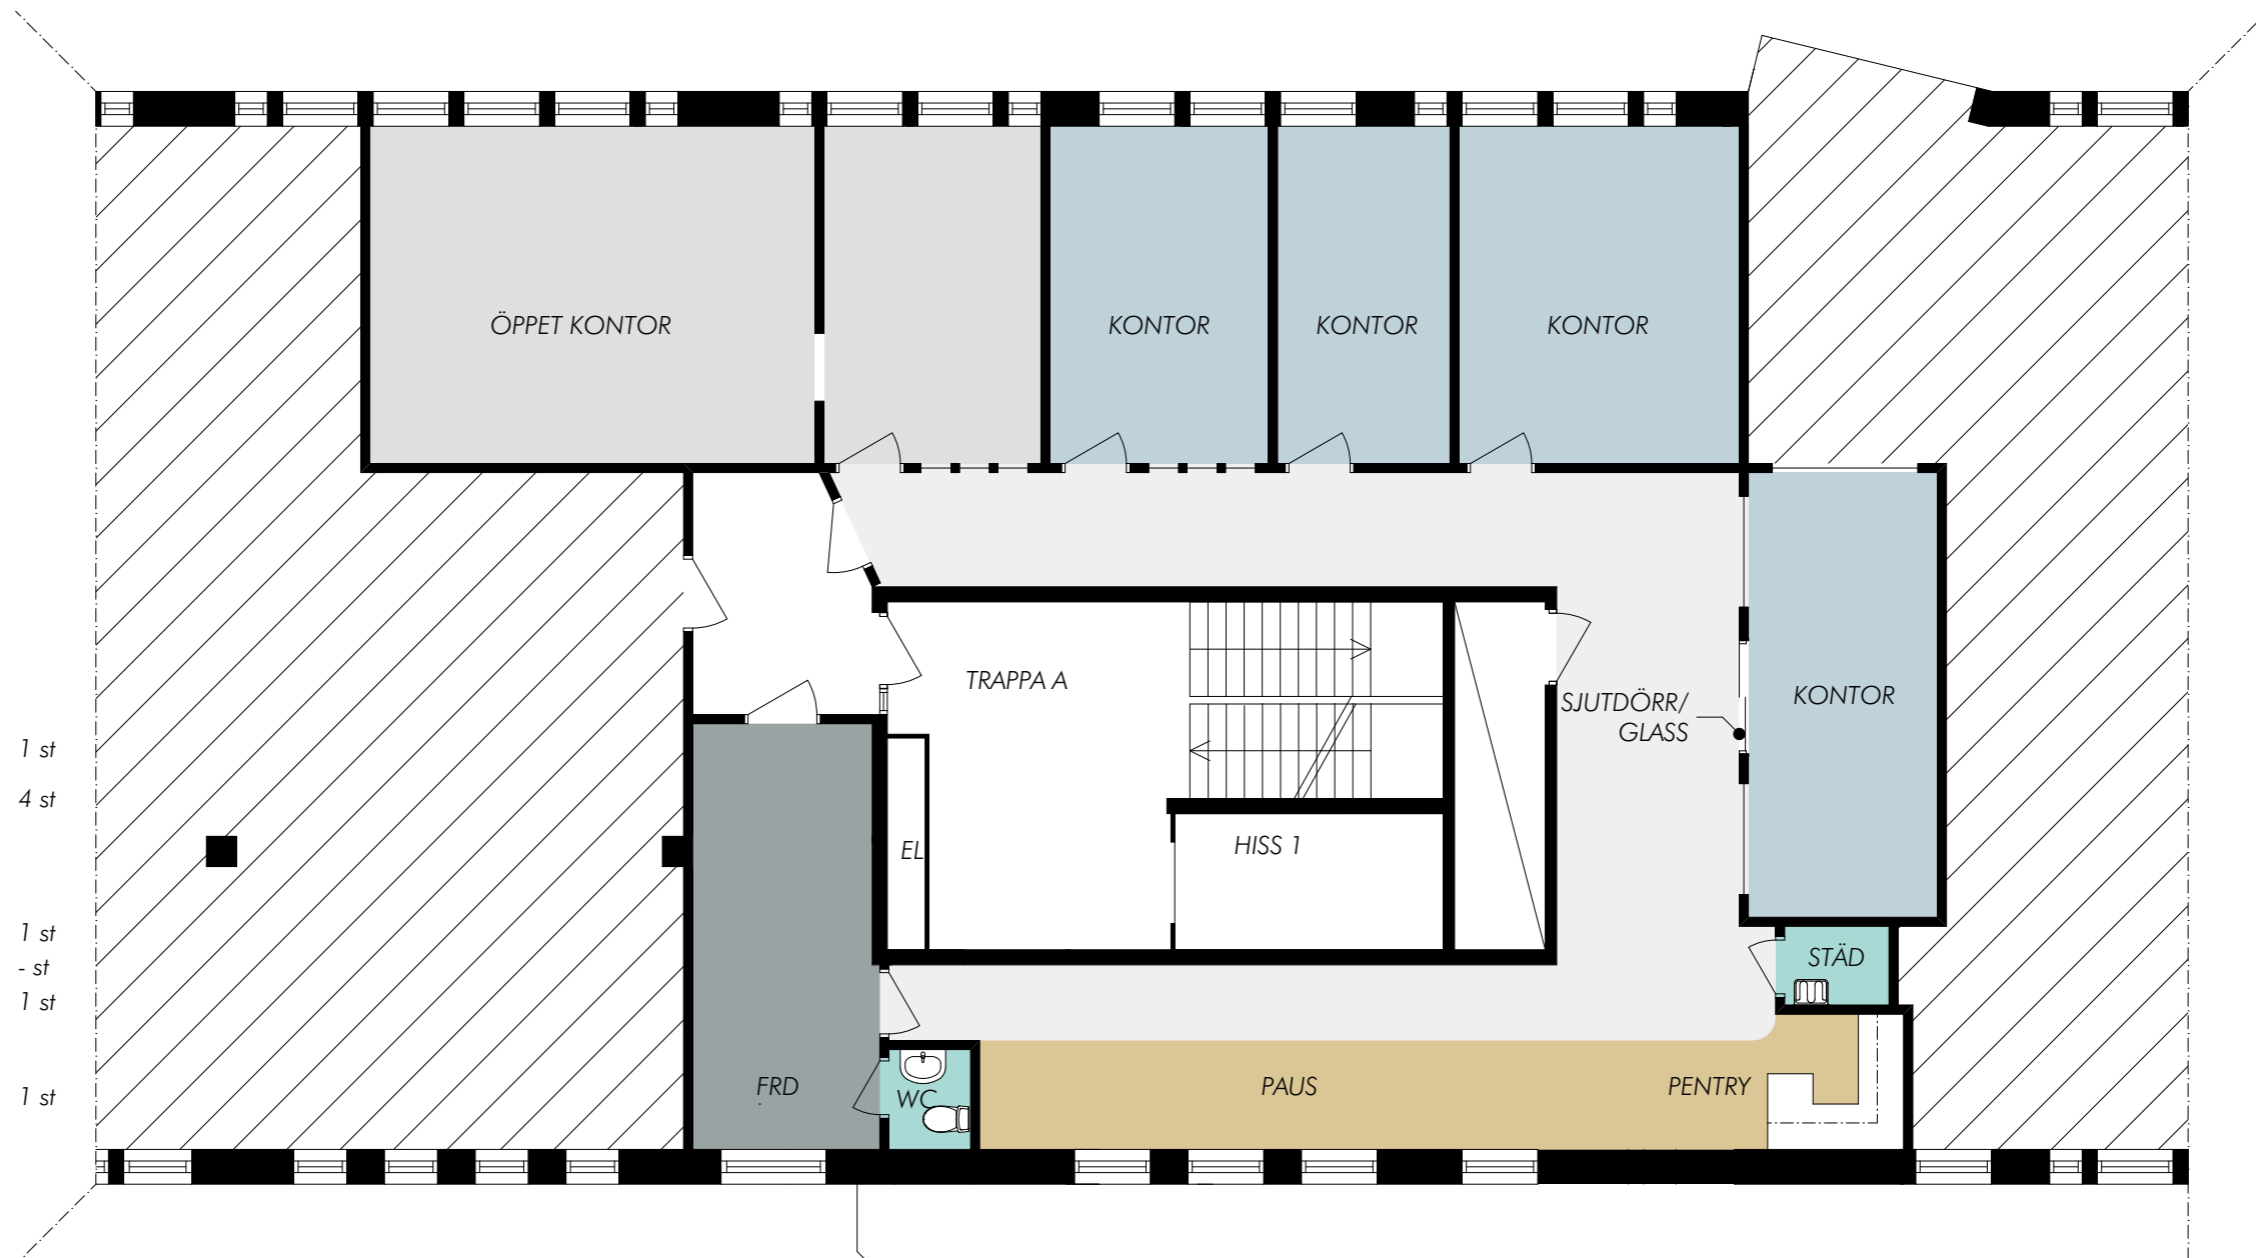 ÖPPET KONTOR
KONTOR
KONTOR
KONTOR
TRAPPA A
SJUTDÖRR/
GLASS
KONTOR
1 st
4 st
EL
HISS 1
1 st
- st
1 st
STÄD
FRD
WC
PAUS
PENTRY
1 st